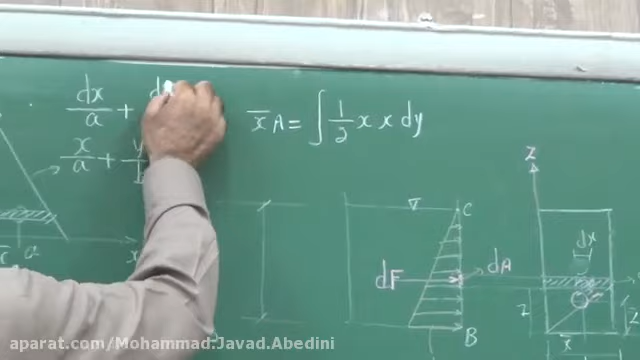 dx/a + d
x̄ A = ∫ 1/2 x x dy
x/a + y
z
C
dx
a
x
dF
dA
z
z
B
x
aparat.com/Mohammad.Javad.Abedini